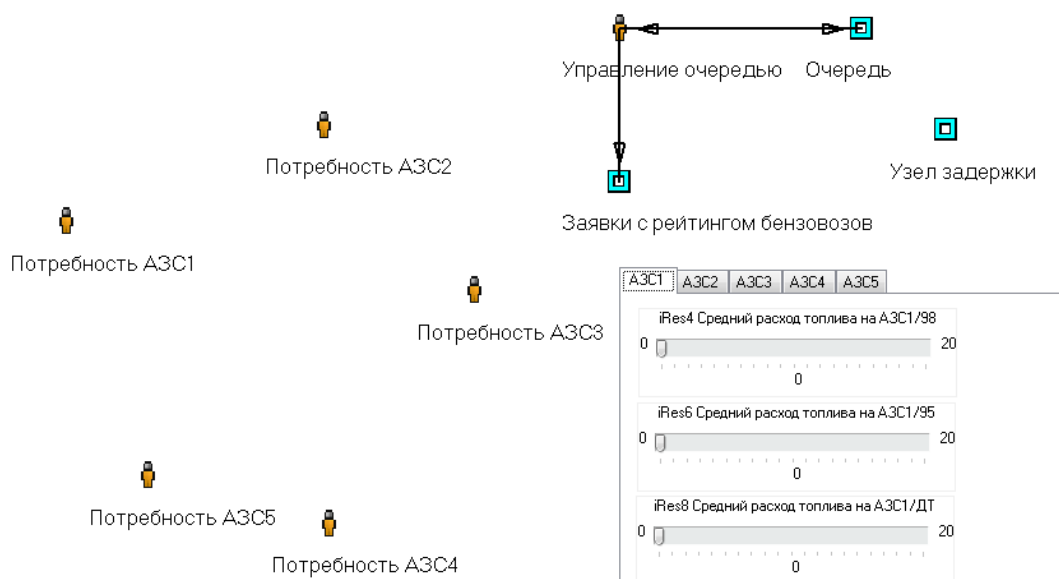 Управление очередью
Очередь
Потребность АЗС2
Узел задержки
Заявки с рейтингом бензовозов
Потребность АЗС1
Потребность АЗС3
АЗС1 АЗС2 АЗС3 АЗС4 АЗС5
iRes4 Средний расход топлива на АЗС1/98
0 20
0
iRes6 Средний расход топлива на АЗС1/95
0 20
0
iRes8 Средний расход топлива на АЗС1/ДТ
0 20
0
Потребность АЗС5
Потребность АЗС4